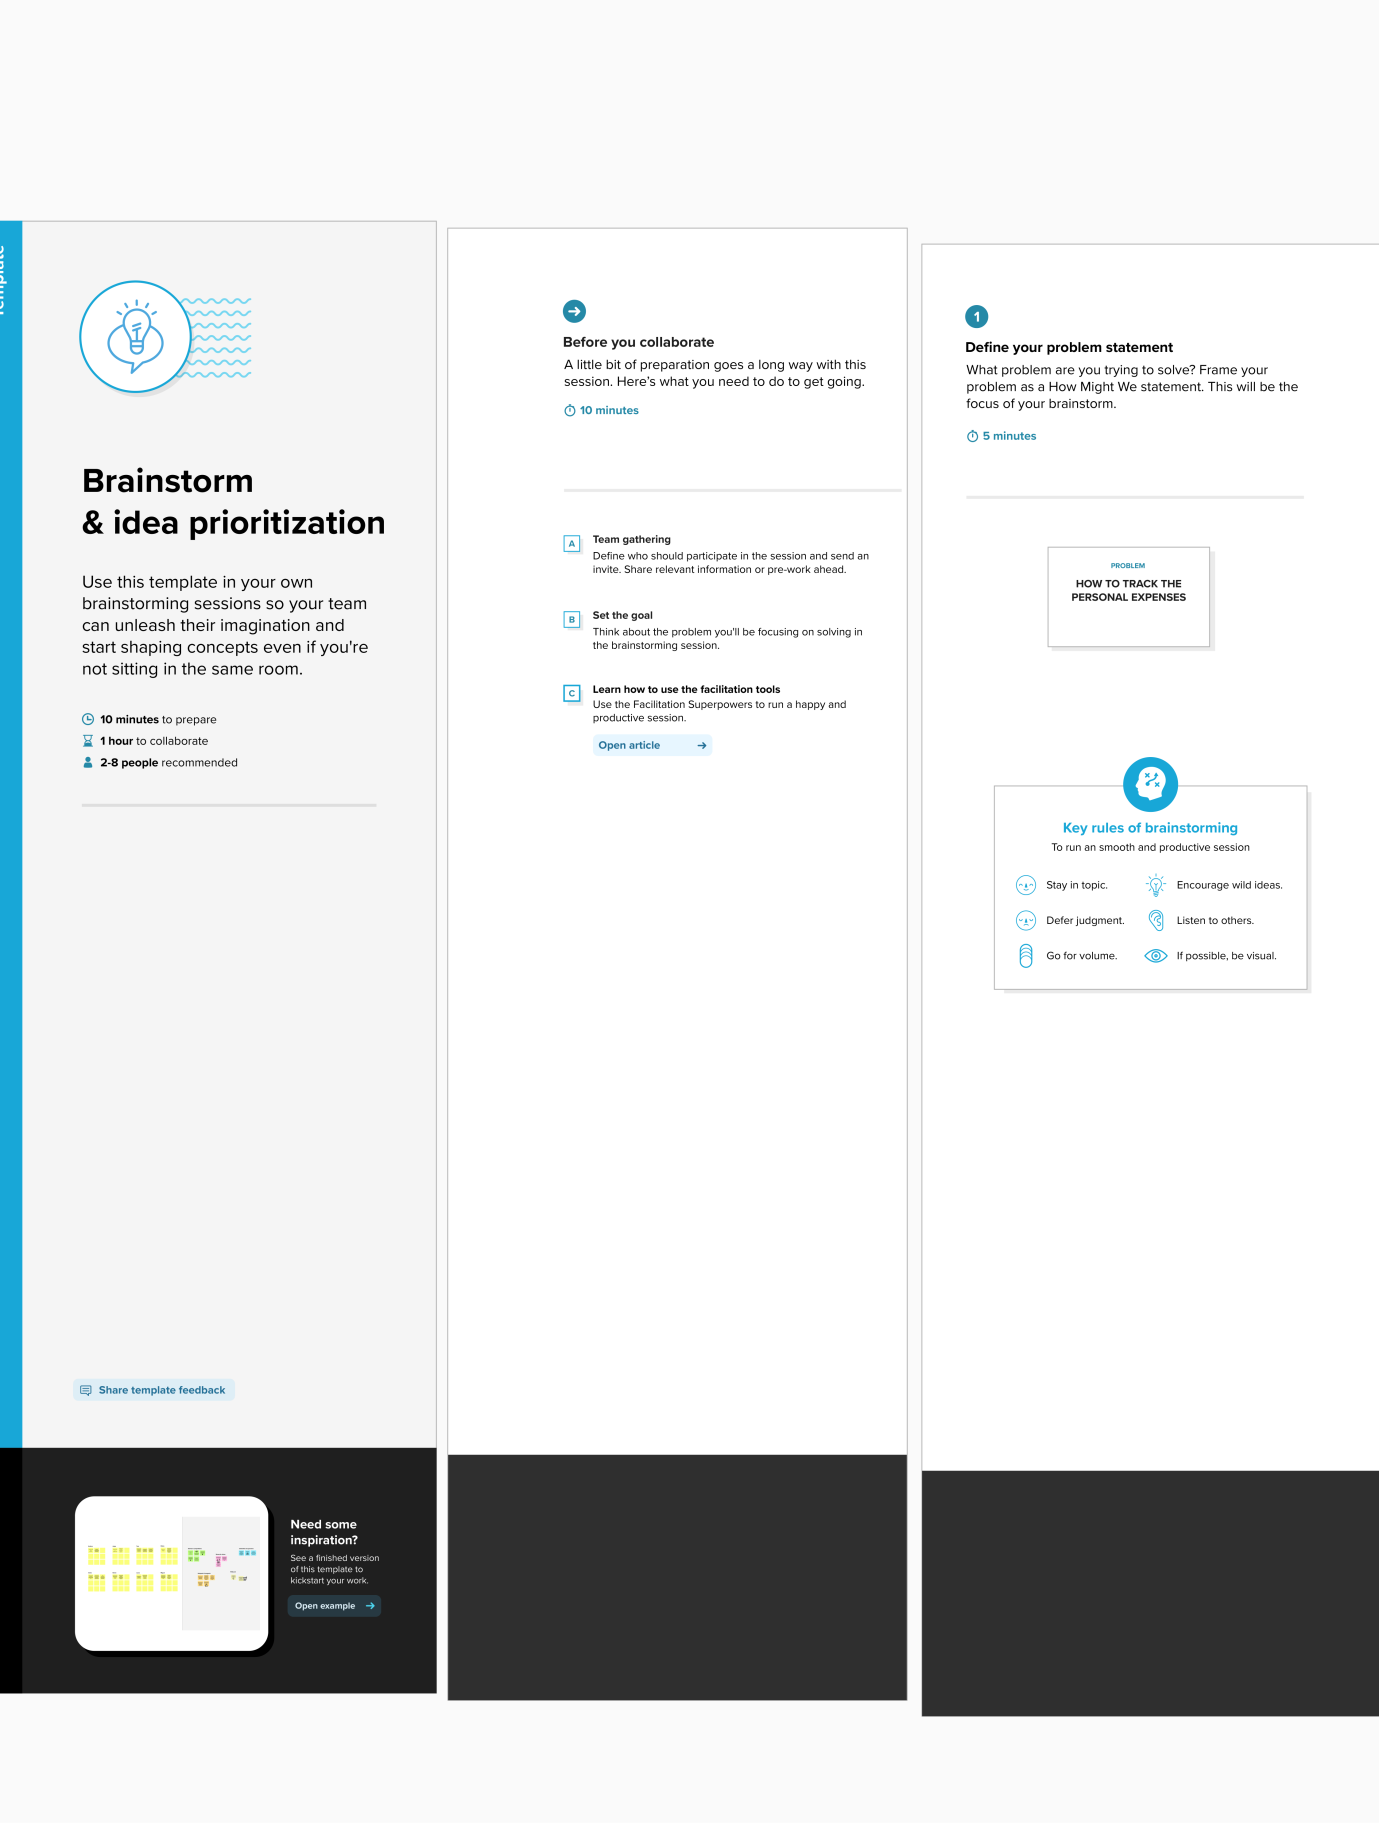 Template
Brainstorm
& idea prioritization
Use this template in your own
brainstorming sessions so your team
can unleash their imagination and
start shaping concepts even if you're
not sitting in the same room.
10 minutes to prepare
1 hour to collaborate
2-8 people recommended
Share template feedback
Need some
inspiration?
See a finished version
of this template to
kickstart your work.
Open example
Before you collaborate
A little bit of preparation goes a long way with this
session. Here's what you need to do to get going.
10 minutes
A
Team gathering
Define who should participate in the session and send an
invite. Share relevant information or pre-work ahead.
B
Set the goal
Think about the problem you'll be focusing on solving in
the brainstorming session.
C
Learn how to use the facilitation tools
Use the Facilitation Superpowers to run a happy and
productive session.
Open article
1
Define your problem statement
What problem are you trying to solve? Frame your
problem as a How Might We statement. This will be the
focus of your brainstorm.
5 minutes
PROBLEM
HOW TO TRACK THE
PERSONAL EXPENSES
Key rules of brainstorming
To run an smooth and productive session
Stay in topic.
Encourage wild ideas.
Defer judgment.
Listen to others.
Go for volume.
If possible, be visual.